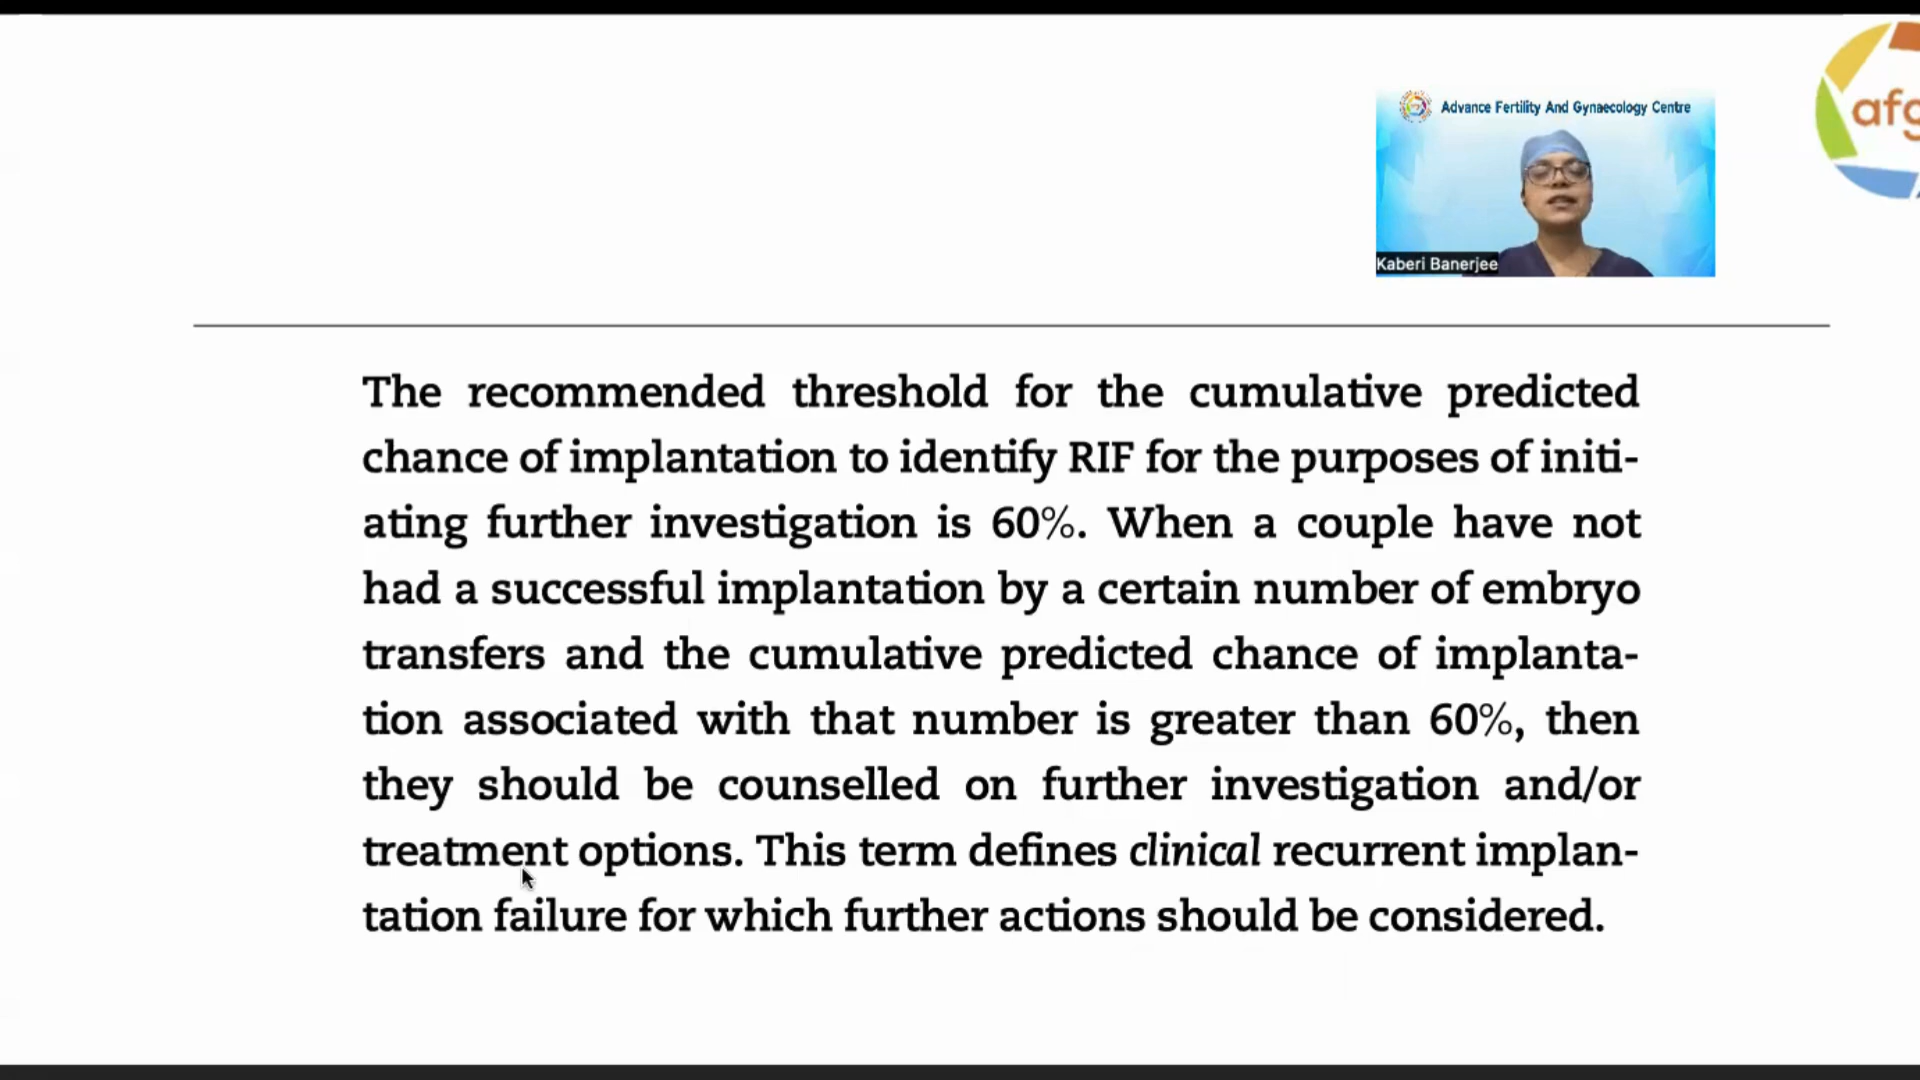 Advance Fertility And Gynaecology Centre
Kaberi Banerjee
The recommended threshold for the cumulative predicted
chance of implantation to identify RIF for the purposes of initi-
ating further investigation is 60%. When a couple have not
had a successful implantation by a certain number of embryo
transfers and the cumulative predicted chance of implanta-
tion associated with that number is greater than 60%, then
they should be counselled on further investigation and/or
treatment options. This term defines clinical recurrent implan-
tation failure for which further actions should be considered.